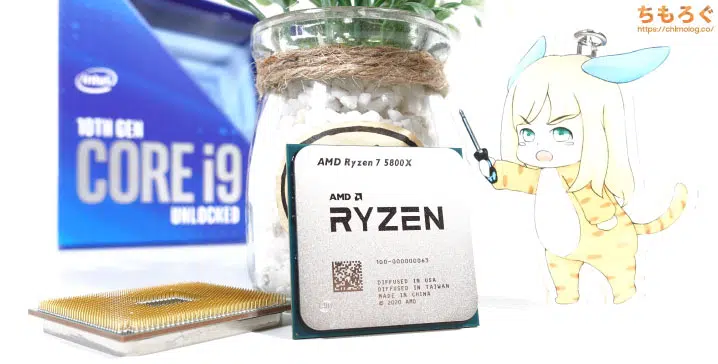 ちもろぐ
https://chimolog.co/
intel
10TH GEN
CORE i9
UNLOCKED
AMD Ryzen 7 5800X
AMD
RYZEN
100-000000063
DIFFUSED IN USA
DIFFUSED IN TAIWAN
MADE IN CHINA
© 2020 AMD